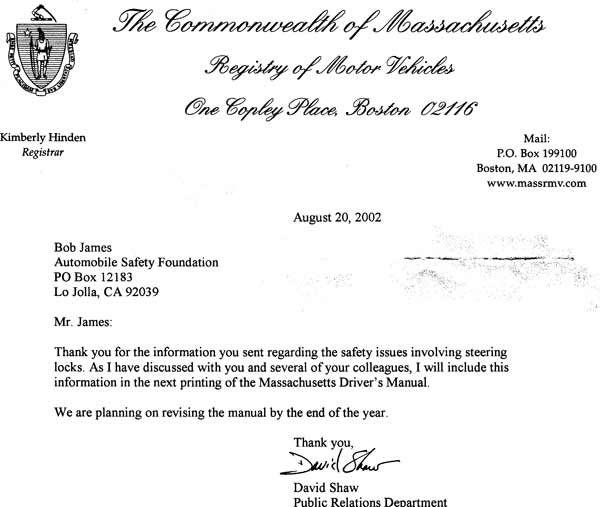 The Commonwealth of Massachusetts
Registry of Motor Vehicles
One Copley Place, Boston 02116
Kimberly Hinden
Registrar
Mail:
P.O. Box 199100
Boston, MA 02119-9100
www.massrmv.com
August 20, 2002
Bob James
Automobile Safety Foundation
PO Box 12183
Lo Jolla, CA 92039
Mr. James:
Thank you for the information you sent regarding the safety issues involving steering
locks. As I have discussed with you and several of your colleagues, I will include this
information in the next printing of the Massachusetts Driver's Manual.
We are planning on revising the manual by the end of the year.
Thank you,
David Shaw
David Shaw
Public Relations Department